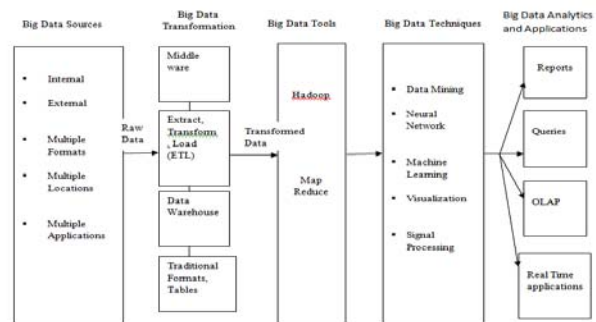 Big Data Sources
Big Data
Transformation
Big Data Tools
Big Data Techniques
Big Data Analytics
and Applications
Internal
External
Multiple
Formats
Multiple
Locations
Multiple
Applications
Raw
Data
Middle
ware
Extract,
Transform
, Load
(ETL)
Data
Warehouse
Traditional
Formats,
Tables
Transformed
Data
Hadoop
Map
Reduce
Data Mining
Neural
Network
Machine
Learning
Visualization
Signal
Processing
Reports
Queries
OLAP
Real Time
applications